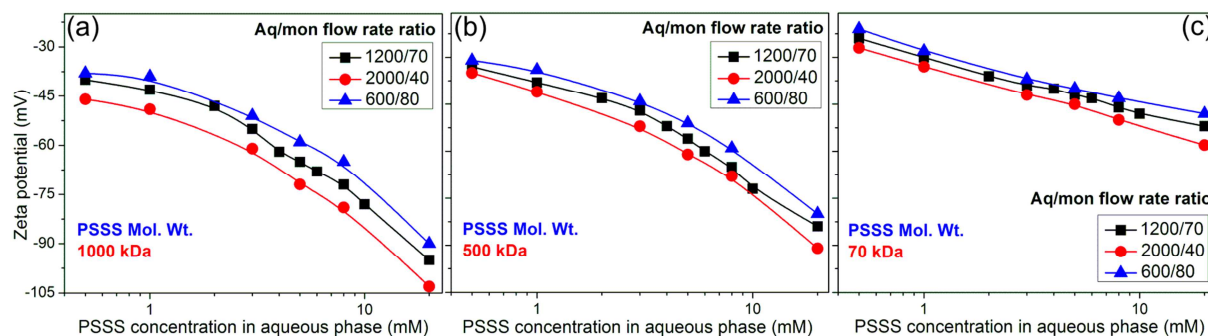 (a)
Aq/mon flow rate ratio
1200/70
2000/40
600/80
PSSS Mol. Wt.
1000 kDa
Zeta potential (mV)
-30
-45
-60
-75
-90
-105
1
10
PSSS concentration in aqueous phase (mM)
(b)
Aq/mon flow rate ratio
1200/70
2000/40
600/80
PSSS Mol. Wt.
500 kDa
1
10
PSSS concentration in aqueous phase (mM)
(c)
Aq/mon flow rate ratio
1200/70
2000/40
600/80
PSSS Mol. Wt.
70 kDa
1
10
PSSS concentration in aqueous phase (mM)